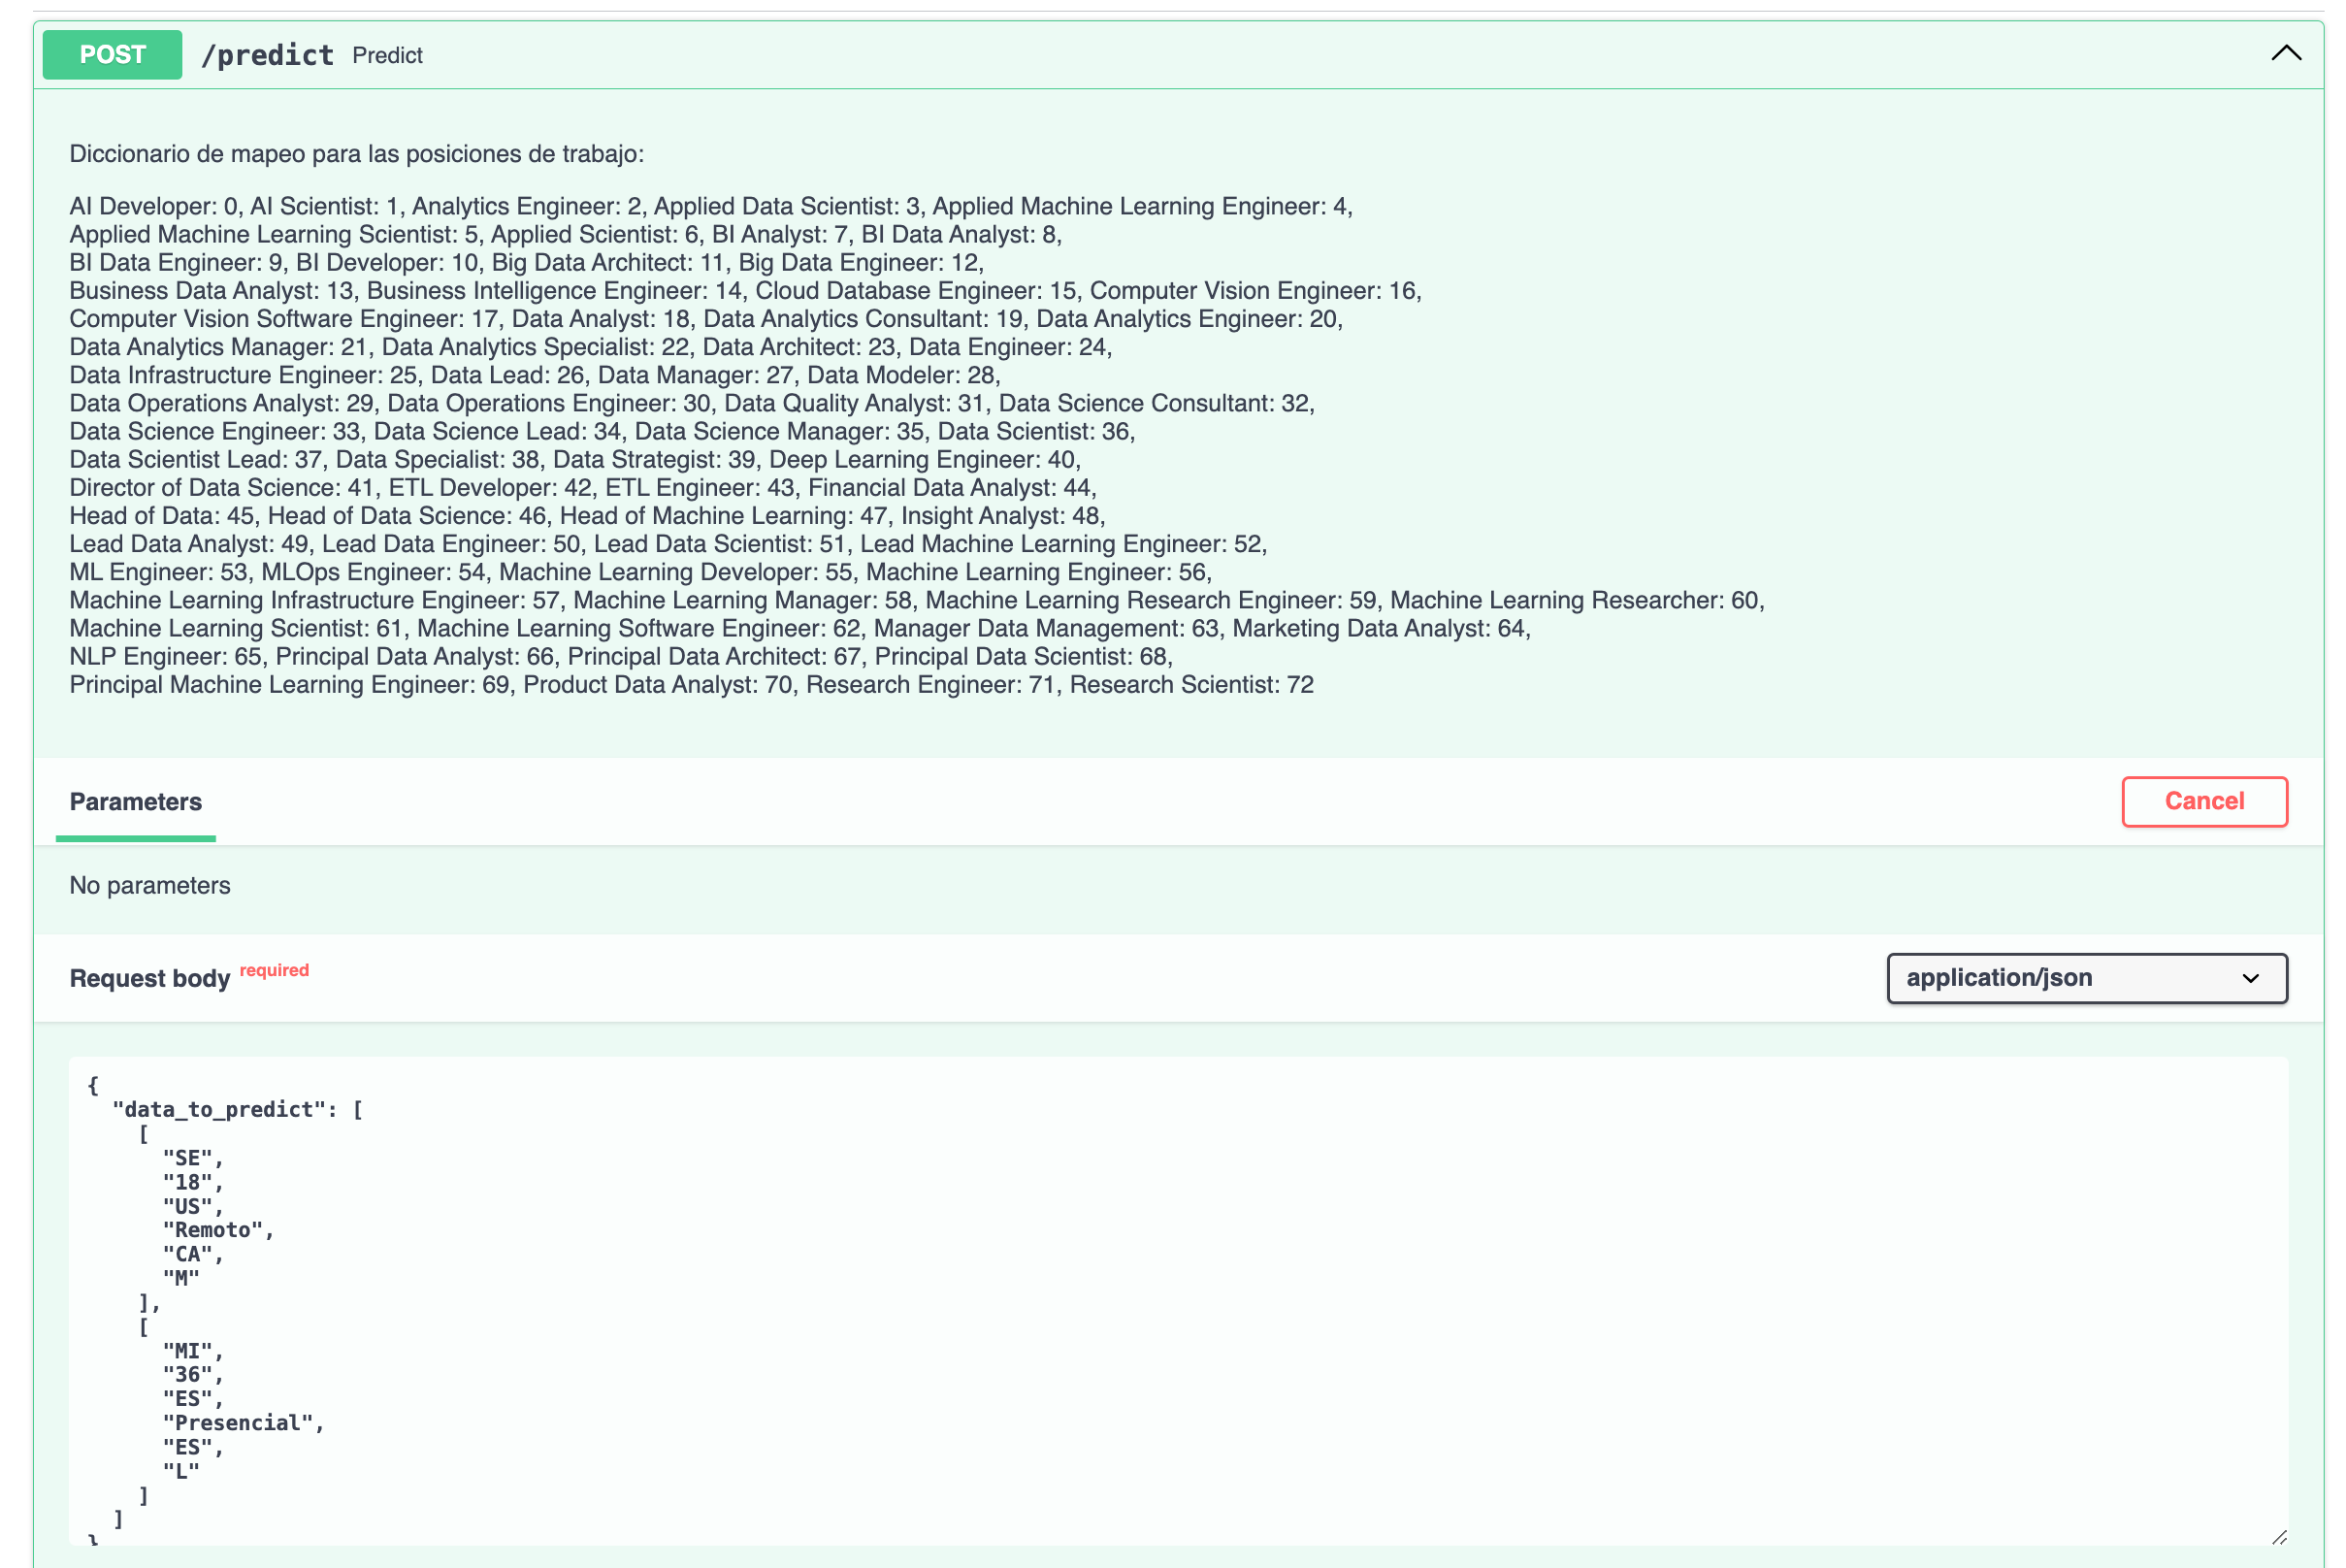 POST /predict Predict
Diccionario de mapeo para las posiciones de trabajo:
AI Developer: 0, AI Scientist: 1, Analytics Engineer: 2, Applied Data Scientist: 3, Applied Machine Learning Engineer: 4,
Applied Machine Learning Scientist: 5, Applied Scientist: 6, BI Analyst: 7, BI Data Analyst: 8,
BI Data Engineer: 9, BI Developer: 10, Big Data Architect: 11, Big Data Engineer: 12,
Business Data Analyst: 13, Business Intelligence Engineer: 14, Cloud Database Engineer: 15, Computer Vision Engineer: 16,
Computer Vision Software Engineer: 17, Data Analyst: 18, Data Analytics Consultant: 19, Data Analytics Engineer: 20,
Data Analytics Manager: 21, Data Analytics Specialist: 22, Data Architect: 23, Data Engineer: 24,
Data Infrastructure Engineer: 25, Data Lead: 26, Data Manager: 27, Data Modeler: 28,
Data Operations Analyst: 29, Data Operations Engineer: 30, Data Quality Analyst: 31, Data Science Consultant: 32,
Data Science Engineer: 33, Data Science Lead: 34, Data Science Manager: 35, Data Scientist: 36,
Data Scientist Lead: 37, Data Specialist: 38, Data Strategist: 39, Deep Learning Engineer: 40,
Director of Data Science: 41, ETL Developer: 42, ETL Engineer: 43, Financial Data Analyst: 44,
Head of Data: 45, Head of Data Science: 46, Head of Machine Learning: 47, Insight Analyst: 48,
Lead Data Analyst: 49, Lead Data Engineer: 50, Lead Data Scientist: 51, Lead Machine Learning Engineer: 52,
ML Engineer: 53, MLOps Engineer: 54, Machine Learning Developer: 55, Machine Learning Engineer: 56,
Machine Learning Infrastructure Engineer: 57, Machine Learning Manager: 58, Machine Learning Research Engineer: 59, Machine Learning Researcher: 60,
Machine Learning Scientist: 61, Machine Learning Software Engineer: 62, Manager Data Management: 63, Marketing Data Analyst: 64,
NLP Engineer: 65, Principal Data Analyst: 66, Principal Data Architect: 67, Principal Data Scientist: 68,
Principal Machine Learning Engineer: 69, Product Data Analyst: 70, Research Engineer: 71, Research Scientist: 72
Parameters
Cancel
No parameters
Request body required
application/json
{
"data_to_predict": [
[
"SE",
"18",
"US",
"Remoto",
"CA",
"M"
],
[
"MI",
"36",
"ES",
"Presencial",
"ES",
"L"
]
]
}